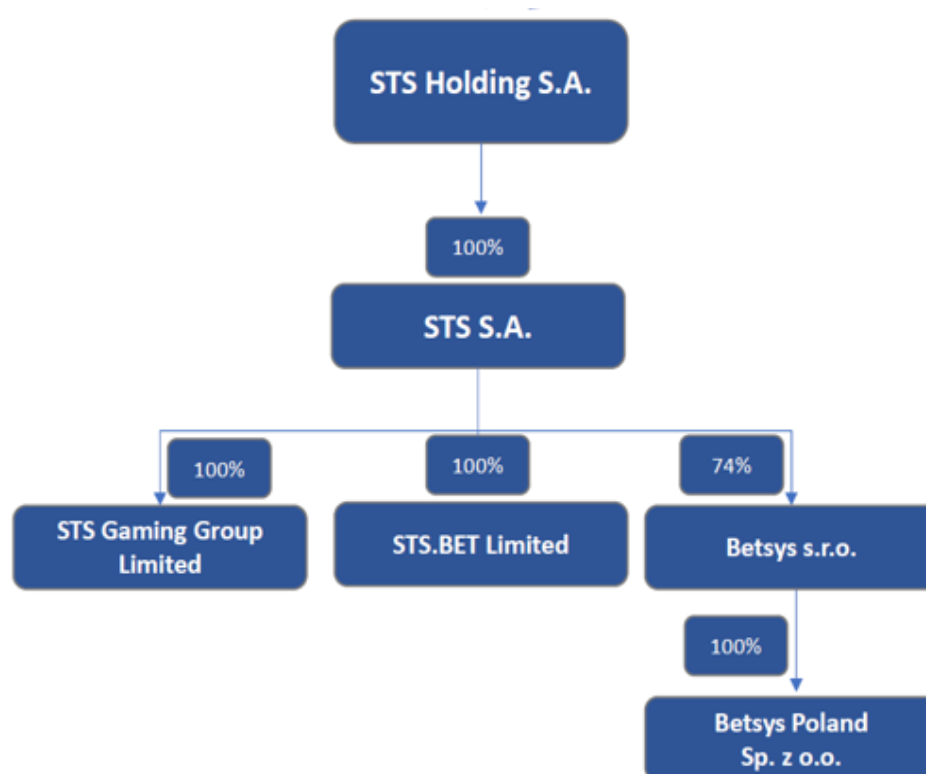 STS Holding S.A.
100%
STS S.A.
100%
100%
74%
STS Gaming Group
Limited
STS.BET Limited
Betsys s.r.o.
100%
Betsys Poland
Sp. z o.o.